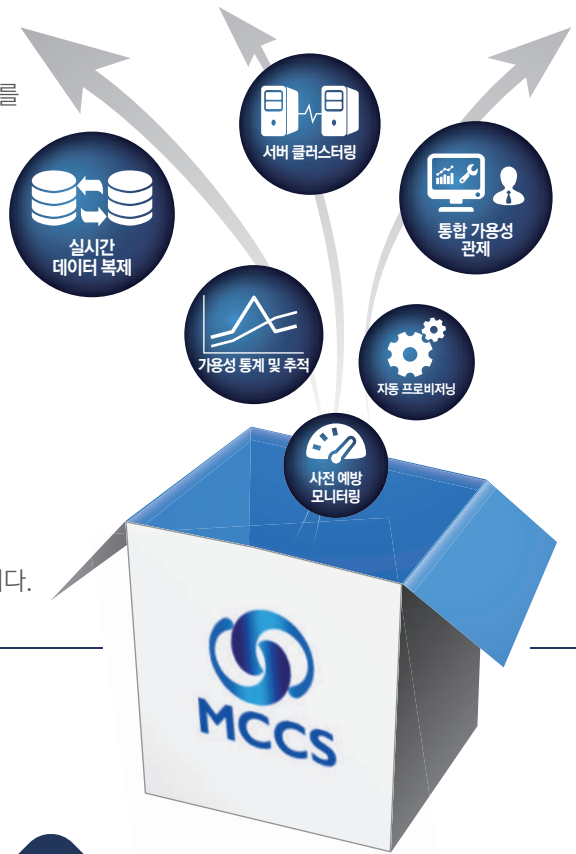 를
서버 클러스터링
실시간
데이터 복제
통합 가용성
관제
가용성 통계 및 추적
자동 프로비저닝
사전 예방
모니터링
니다.
MCCS